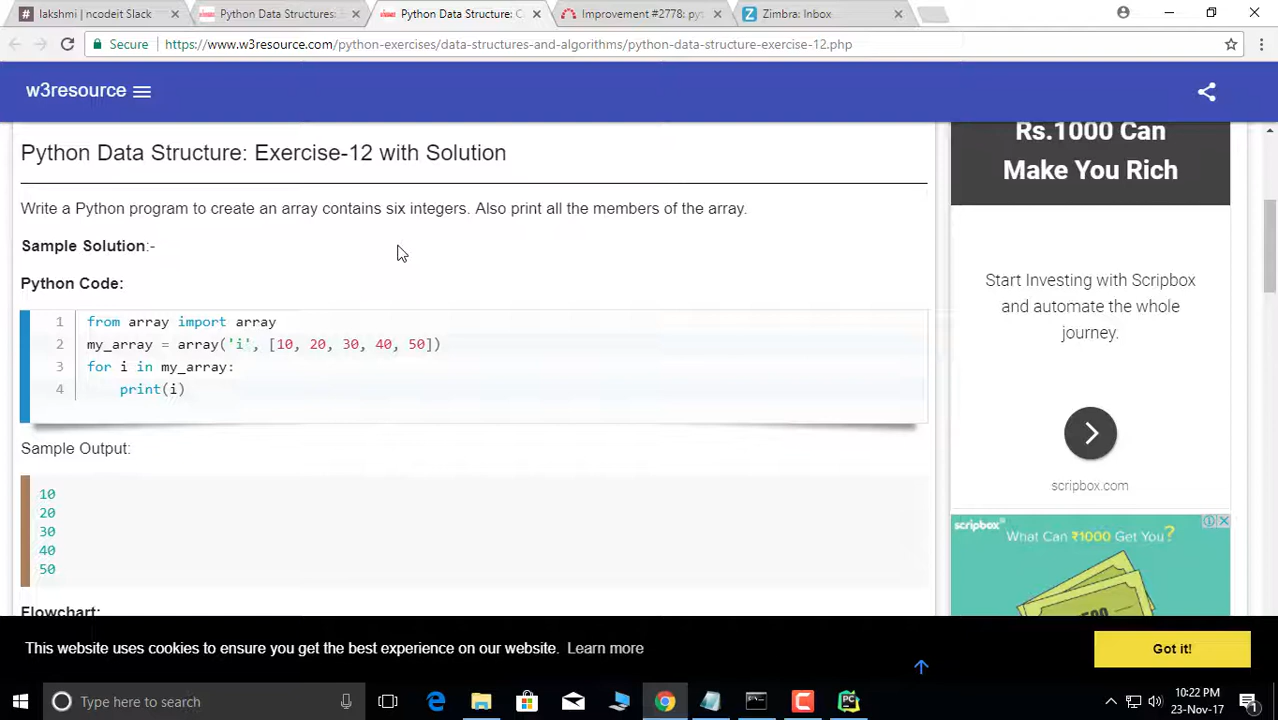 lakshmi | ncodeit Slack
Python Data Structures:
Python Data Structure: C
Improvement #2778: pyt
Zimbra: Inbox
Secure
https://www.w3resource.com/python-exercises/data-structures-and-algorithms/python-data-structure-exercise-12.php
w3resource
Python Data Structure: Exercise-12 with Solution
Write a Python program to create an array contains six integers. Also print all the members of the array.
Sample Solution:-
Python Code:
1 from array import array
2 my_array = array('i', [10, 20, 30, 40, 50])
3 for i in my_array:
4 print(i)
Sample Output:
10
20
30
40
50
Flowchart:
Rs.1000 Can
Make You Rich
Start Investing with Scripbox
and automate the whole
journey.
scripbox.com
scripbox
What Can ₹1000 Get You?
This website uses cookies to ensure you get the best experience on our website. Learn more
Got it!
Type here to search
10:22 PM
23-Nov-17